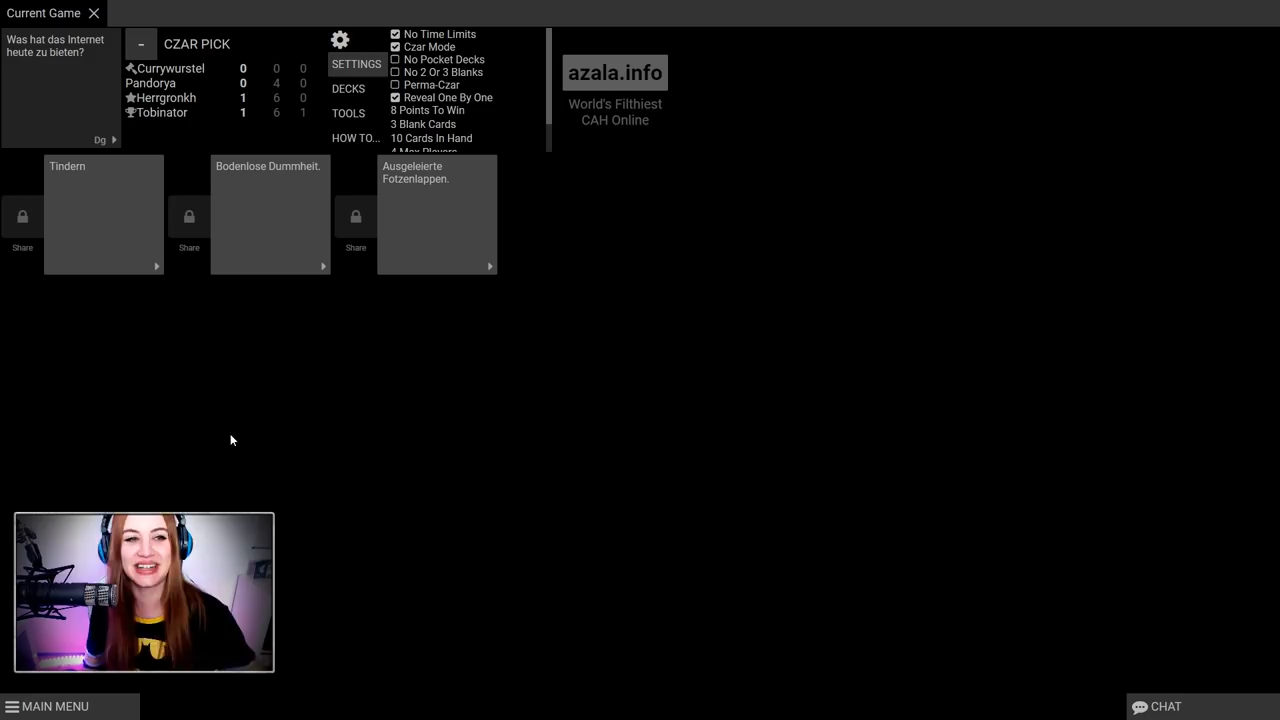 Current Game
Was hat das Internet
heute zu bieten?
Dg
-
CZAR PICK
Currywurstel 0 0 0
Pandorya 0 4 0
Herrgronkh 1 6 0
Tobinator 1 6 1
SETTINGS
DECKS
TOOLS
HOW TO...
No Time Limits
Czar Mode
No Pocket Decks
No 2 Or 3 Blanks
Perma-Czar
Reveal One By One
8 Points To Win
3 Blank Cards
10 Cards In Hand
4 Max Players
azala.info
World's Filthiest
CAH Online
Share
Tindern
Share
Bodenlose Dummheit.
Share
Ausgeleierte
Fotzenlappen.
MAIN MENU
CHAT